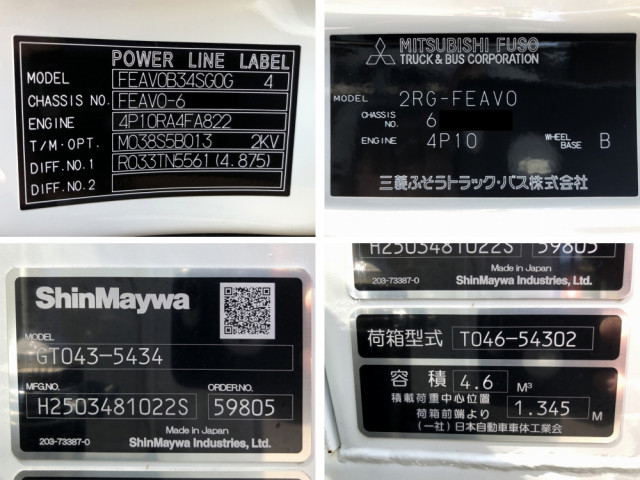 POWER LINE LABEL
MODEL FEAV0B34SG0G 4
CHASSIS NO. FEAV0-6
ENGINE 4P10RA4FA822
T/M・OPT. M038S5B013 2KV
DIFF. NO.1 R033TN5561(4.875)
DIFF. NO.2
MITSUBISHI FUSO
TRUCK & BUS CORPORATION
MODEL 2RG-FEAV0
CHASSIS NO. 6
ENGINE 4P10 WHEEL BASE B
三菱ふそうトラック・バス株式会社
ShinMaywa
MODEL
GT043-5434
MFG.NO. ORDER NO.
H2503481022S 59805
203-73387-0 Made in Japan
ShinMaywa Industries, Ltd.
H2503481022S 59805
203-73387-0 Made in Japan
ShinMaywa Industries, Ltd.
荷箱型式 T046-54302
容積 4.6 M³
積載荷重中心位置
荷箱前端より 1.345 M
(一社)日本自動車車体工業会